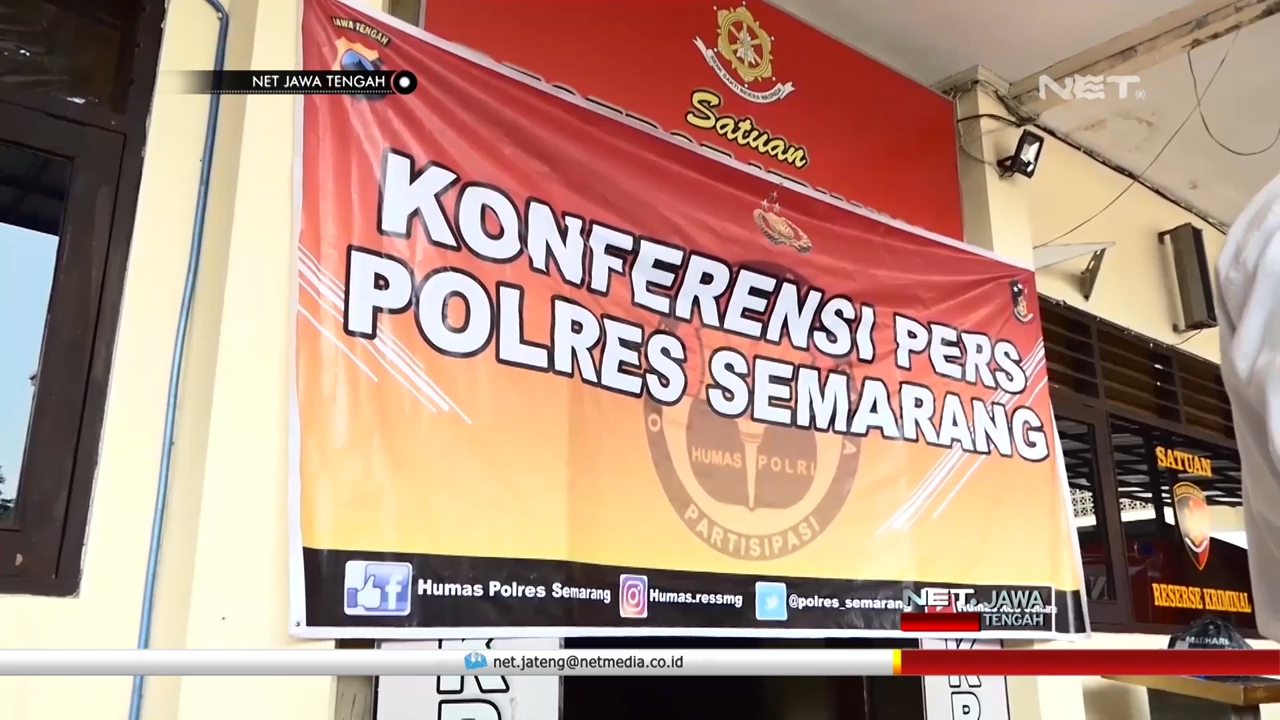 JAWA TENGAH
NET JAWA TENGAH
NET.
Satuan
KONFERENSI PERS
POLRES SEMARANG
HUMAS POLRI
PARTISIPASI
SATUAN
RESERSE KRIMINAL
Humas Polres Semarang
Humas.ressmg
@polres_semaran
NET. JAWA
TENGAH
net.jateng@netmedia.co.id